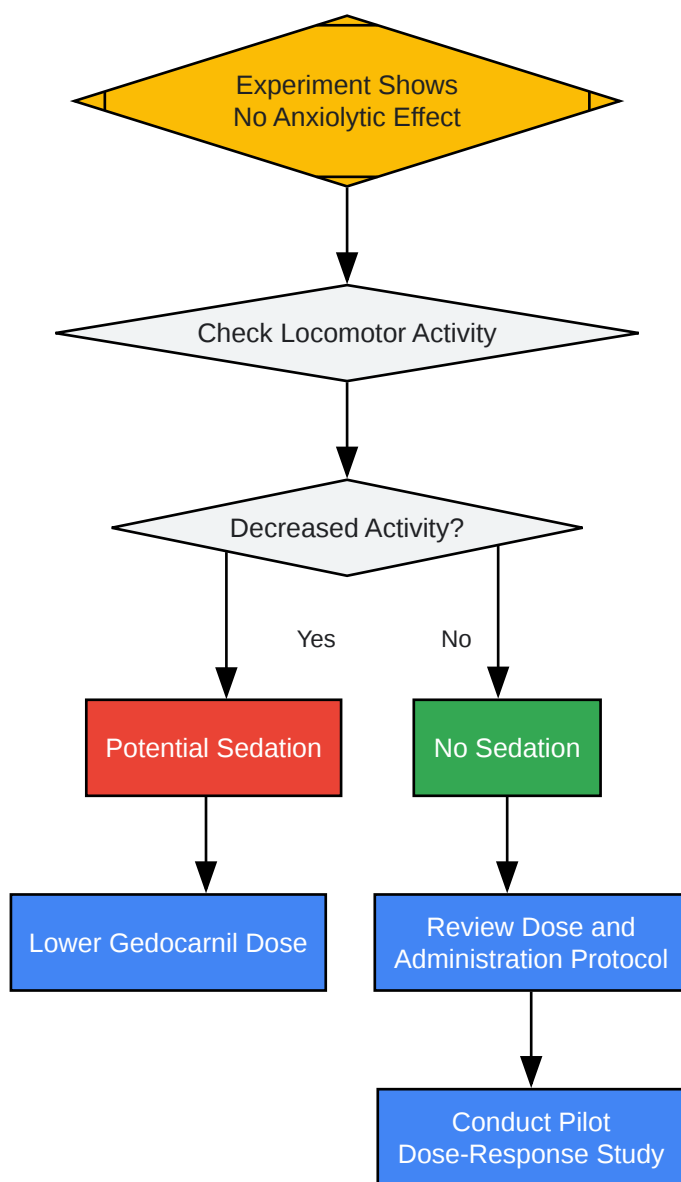 Experiment Shows
No Anxiolytic Effect
Check Locomotor Activity
Decreased Activity?
Yes
No
Potential Sedation
No Sedation
Lower Gedocarnil Dose
Review Dose and
Administration Protocol
Conduct Pilot
Dose-Response Study